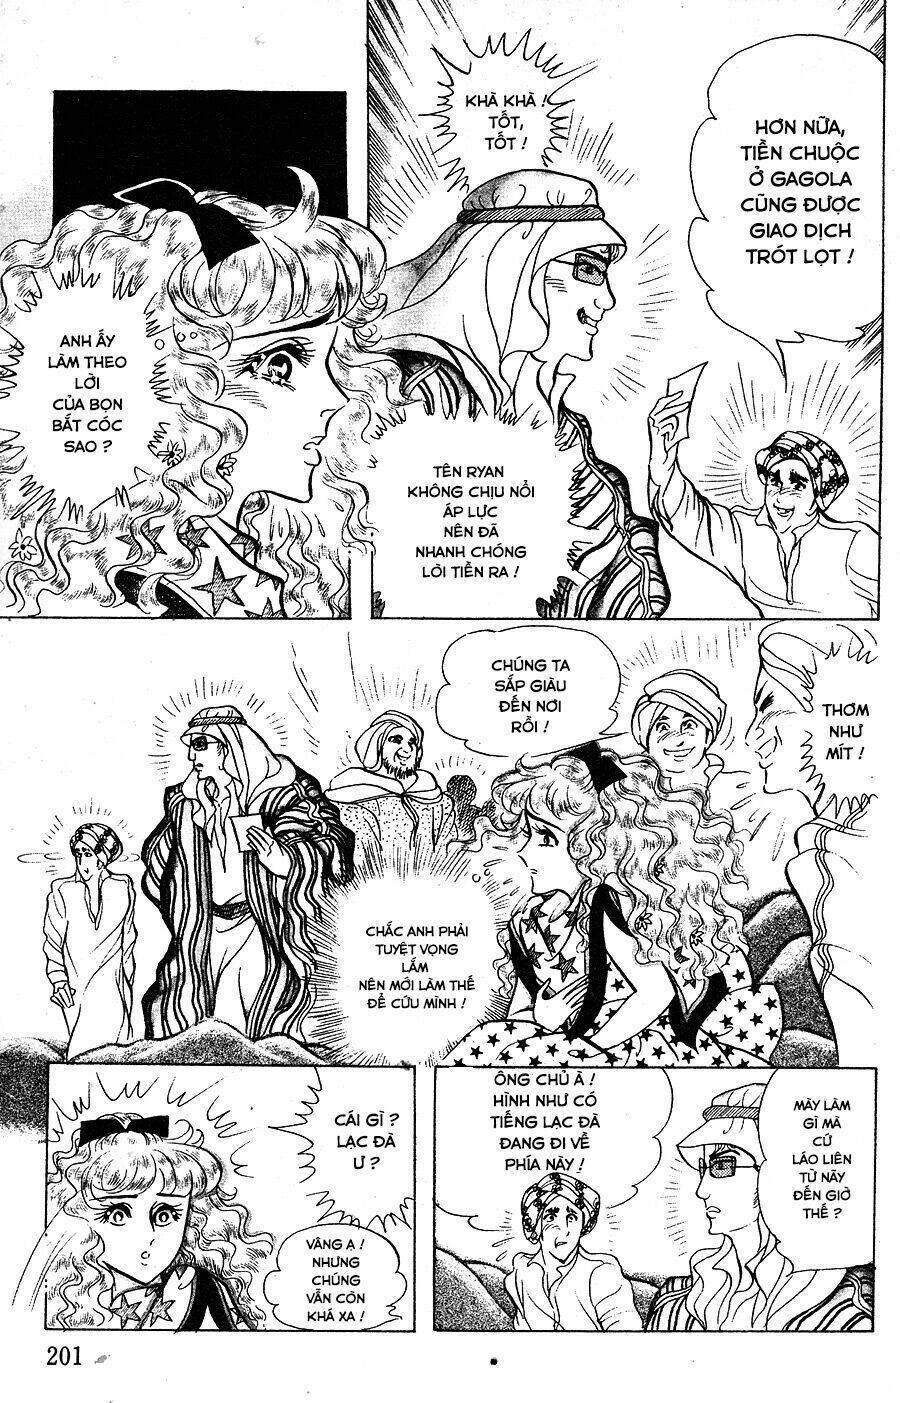 HƠN NỮA,
TIỀN CHUỘC
Ở GAGOLA
CŨNG ĐƯỢC
GIAO DỊCH
TRÓT LỌT !
KHÀ KHÀ !
TỐT,
TỐT !
TÊN RYAN
KHÔNG CHỊU NỔI
ÁP LỰC
NÊN ĐÃ
NHANH CHÓNG
LÒI TIỀN RA !
ANH ẤY
LÀM THEO
LỜI
CỦA BỌN
BẮT CÓC
SAO ?
THƠM
NHƯ
MÍT !
CHÚNG TA
SẮP GIÀU
ĐẾN NƠI
RỒI !
CHẮC ANH PHẢI
TUYỆT VỌNG
LẮM
NÊN MỚI LÀM THẾ
ĐỂ CỨU MÌNH !
MÀY LÀM
GÌ MÀ
CỨ
LÁO LIÊN
TỪ NÃY
ĐẾN GIỜ
THẾ ?
ÔNG CHỦ À !
HÌNH NHƯ CÓ
TIẾNG LẠC ĐÀ
ĐANG ĐI VỀ
PHÍA NÀY !
CÁI GÌ ?
LẠC ĐÀ
Ư ?
VÂNG Ạ !
NHƯNG
CHÚNG
VẪN CÒN
KHÁ XA !
201